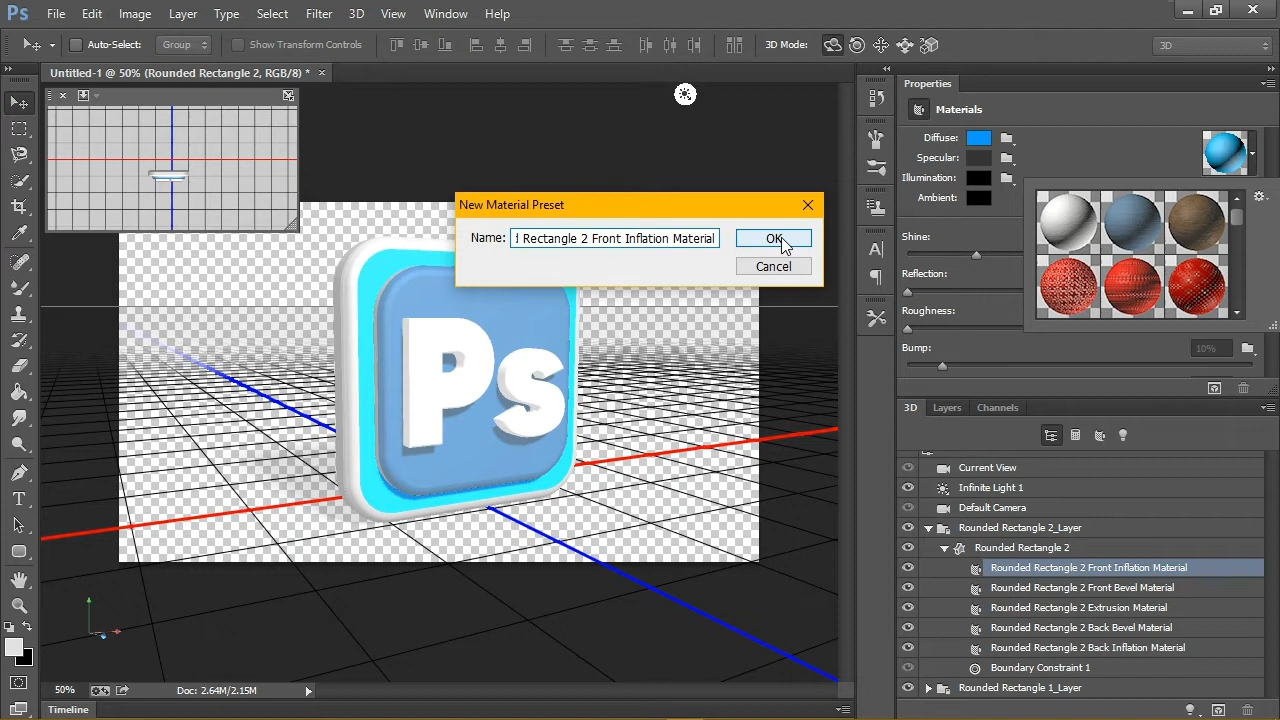 Ps File Edit Image Layer Type Select Filter 3D View Window Help
Auto-Select: Group Show Transform Controls 3D Mode: 3D
Untitled-1 @ 50% (Rounded Rectangle 2, RGB/8) * ×
Properties
Materials
Diffuse:
Specular:
Illumination:
Ambient:
New Material Preset
Name: Rectangle 2 Front Inflation Material OK
Cancel
Shine:
Reflection:
Roughness:
Bump: 10%
Ps
3D Layers Channels
Current View
Infinite Light 1
Default Camera
Rounded Rectangle 2_Layer
Rounded Rectangle 2
Rounded Rectangle 2 Front Inflation Material
Rounded Rectangle 2 Front Bevel Material
Rounded Rectangle 2 Extrusion Material
Rounded Rectangle 2 Back Bevel Material
Rounded Rectangle 2 Back Inflation Material
Boundary Constraint 1
Rounded Rectangle 1_Layer
50% Doc: 2.64M/2.15M
Timeline